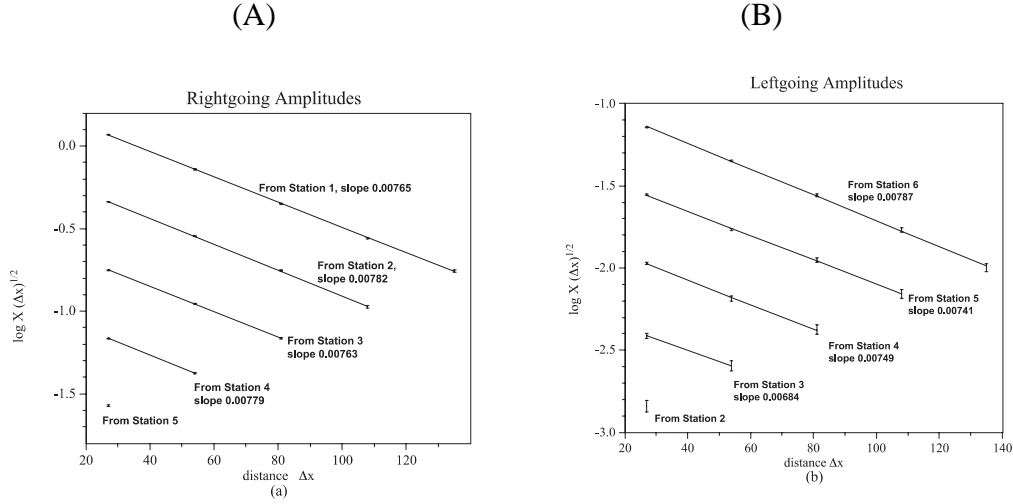 (A)
Rightgoing Amplitudes
log X (Δx)1/2
0.0
-0.5
-1.0
-1.5
From Station 1, slope 0.00765
From Station 2,
slope 0.00782
From Station 3
slope 0.00763
From Station 4
slope 0.00779
From Station 5
20
40
60
80
100
120
distance Δx
(a)
(B)
Leftgoing Amplitudes
log X (Δx)1/2
-1.0
-1.5
-2.0
-2.5
-3.0
From Station 6
slope 0.00787
From Station 5
slope 0.00741
From Station 4
slope 0.00749
From Station 3
slope 0.00684
From Station 2
20
40
60
80
100
120
140
distance Δx
(b)